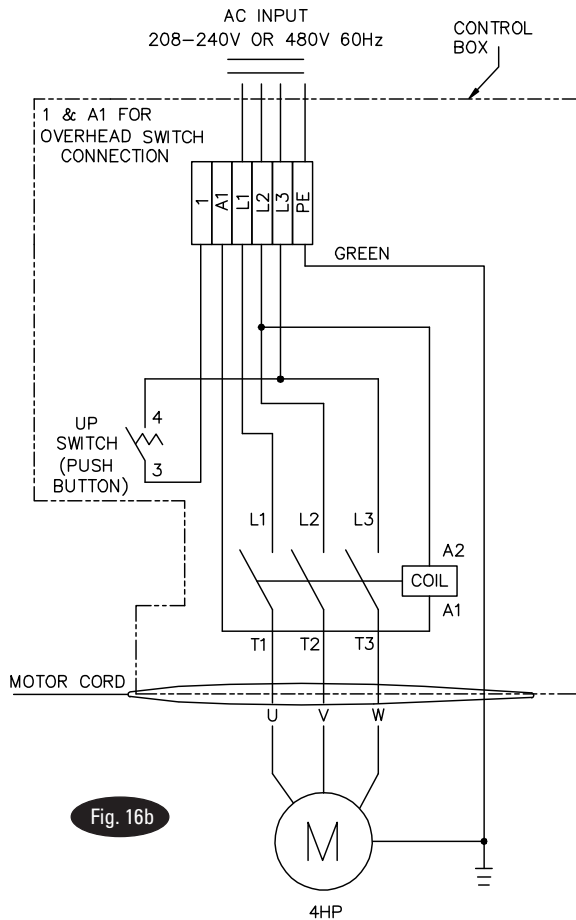 AC INPUT
208-240V OR 480V 60Hz
CONTROL
BOX
1 & A1 FOR
OVERHEAD SWITCH
CONNECTION
1
A1
L1
L2
L3
PE
GREEN
4
UP
SWITCH
(PUSH
BUTTON)
3
L1
L2
L3
A2
COIL
A1
T1
T2
T3
MOTOR CORD
U
V
W
Fig. 16b
M
4HP